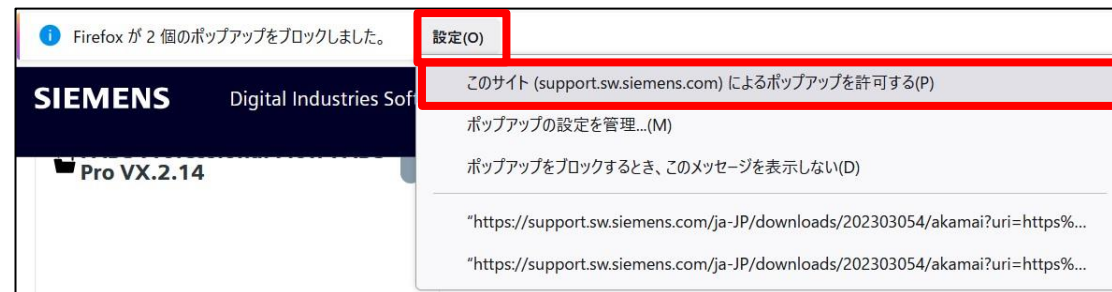 Firefox が 2 個のポップアップをブロックしました。 設定(O)
このサイト (support.sw.siemens.com) によるポップアップを許可する(P)
SIEMENS Digital Industries Sof
ポップアップの設定を管理...(M)
Pro VX.2.14
ポップアップをブロックするとき、このメッセージを表示しない(D)
"https://support.sw.siemens.com/ja-JP/downloads/202303054/akamai?uri=https%...
"https://support.sw.siemens.com/ja-JP/downloads/202303054/akamai?uri=https%...